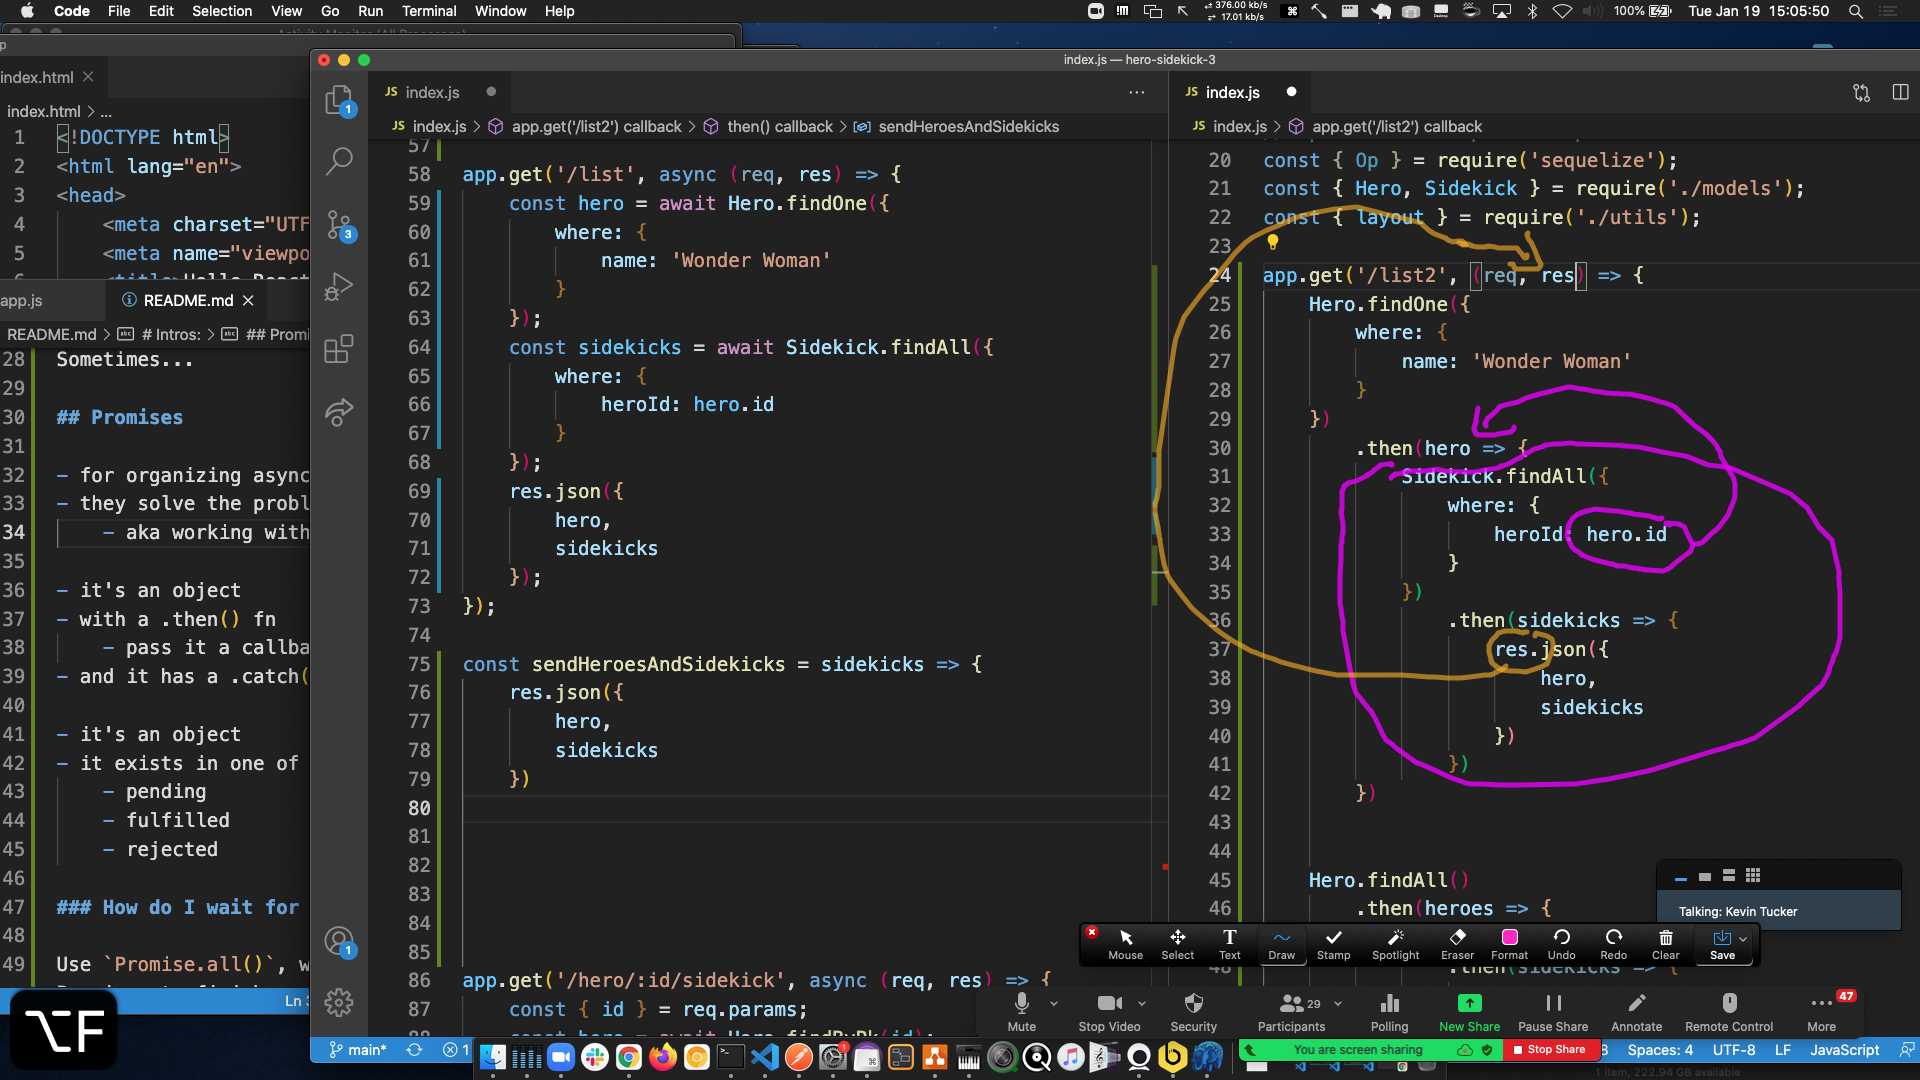 Code File Edit Selection View Go Run Terminal Window Help
376.00 kb/s
17.01 kb/s
100% Tue Jan 19 15:05:50
index.html
index.html > ...
1 <!DOCTYPE html>
2 <html lang="en">
3 <head>
4 <meta charset="UTF
5 <meta name="viewpo
app.js
README.md
README.md > # Intros: > ## Promi
28 Sometimes...
29
30 ## Promises
31
32 - for organizing async
33 - they solve the probl
34 - aka working with
35
36 - it's an object
37 - with a .then() fn
38 - pass it a callba
39 - and it has a .catch(
40
41 - it's an object
42 - it exists in one of
43 - pending
44 - fulfilled
45 - rejected
46
47 ### How do I wait for
48
49 Use `Promise.all()`, w
⌥F
index.js — hero-sidekick-3
JS index.js
JS index.js > app.get('/list2') callback > then() callback > sendHeroesAndSidekicks
57
58 app.get('/list', async (req, res) => {
59 const hero = await Hero.findOne({
60 where: {
61 name: 'Wonder Woman'
62 }
63 });
64 const sidekicks = await Sidekick.findAll({
65 where: {
66 heroId: hero.id
67 }
68 });
69 res.json({
70 hero,
71 sidekicks
72 });
73 });
74
75 const sendHeroesAndSidekicks = sidekicks => {
76 res.json({
77 hero,
78 sidekicks
79 })
80
81
82
83
84
85
86 app.get('/hero/:id/sidekick', async (req, res) => {
87 const { id } = req.params;
88 const hero = await Hero.findByPk(id);
JS index.js
JS index.js > app.get('/list2') callback
20 const { Op } = require('sequelize');
21 const { Hero, Sidekick } = require('./models');
22 const { layout } = require('./utils');
23
24 app.get('/list2', (req, res) => {
25 Hero.findOne({
26 where: {
27 name: 'Wonder Woman'
28 }
29 })
30 .then(hero => {
31 Sidekick.findAll({
32 where: {
33 heroId: hero.id
34 }
35 })
36 .then(sidekicks => {
37 res.json({
38 hero,
39 sidekicks
40 })
41 })
42 })
43
44
45 Hero.findAll()
46 .then(heroes => {
48 .then(sidekicks => {
Talking: Kevin Tucker
Mouse Select Text Draw Stamp Spotlight Eraser Format Undo Redo Clear Save
Mute Stop Video Security Participants 29 Polling New Share Pause Share Annotate Remote Control More 47
You are screen sharing Stop Share
main* 1
Spaces: 4 UTF-8 LF JavaScript
1 item, 222.94 GB available